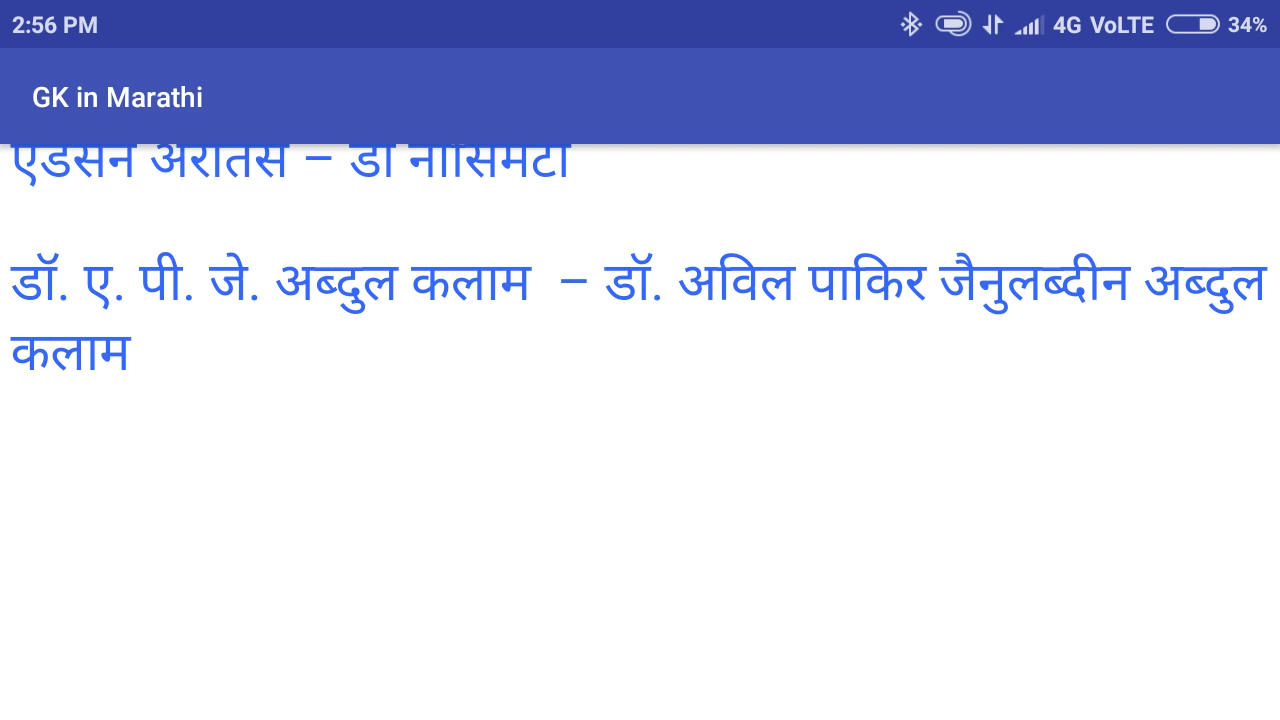 2:56 PM 4G VoLTE 34%
GK in Marathi
डॉ. ए. पी. जे. अब्दुल कलाम – डॉ. अविल पाकिर जैनुलब्दीन अब्दुल
कलाम